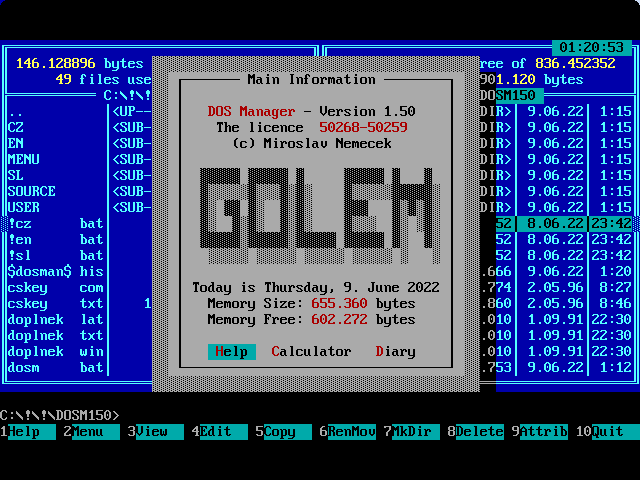 01:20:53
146.128896 bytes ree of 836.452352
49 files use 901.120 bytes
Main Information
C:\!\! DOSM150
DOS Manager - Version 1.50
The licence 50268-50259
(c) Miroslav Nemecek
GOLEM
Today is Thursday, 9. June 2022
Memory Size: 655.360 bytes
Memory Free: 602.272 bytes
Help Calculator Diary
.. <UP-- DIR> 9.06.22 1:15
CZ <SUB- DIR> 9.06.22 1:15
EN <SUB- DIR> 9.06.22 1:15
MENU <SUB- DIR> 9.06.22 1:15
SL <SUB- DIR> 9.06.22 1:15
SOURCE <SUB- DIR> 9.06.22 1:15
USER <SUB- DIR> 9.06.22 1:15
!cz bat 52 8.06.22 23:42
!en bat 52 8.06.22 23:42
!sl bat 52 8.06.22 23:42
$dosman$ his .666 9.06.22 1:20
cskey com .774 2.05.96 8:27
cskey txt 1 .860 2.05.96 8:46
doplnek lat .010 1.09.91 22:30
doplnek txt .010 1.09.91 22:30
doplnek win .010 1.09.91 22:30
dosm bat .753 9.06.22 1:12
C:\!\!\DOSM150>
1Help 2Menu 3View 4Edit 5Copy 6RenMov 7MkDir 8Delete 9Attrib 10Quit